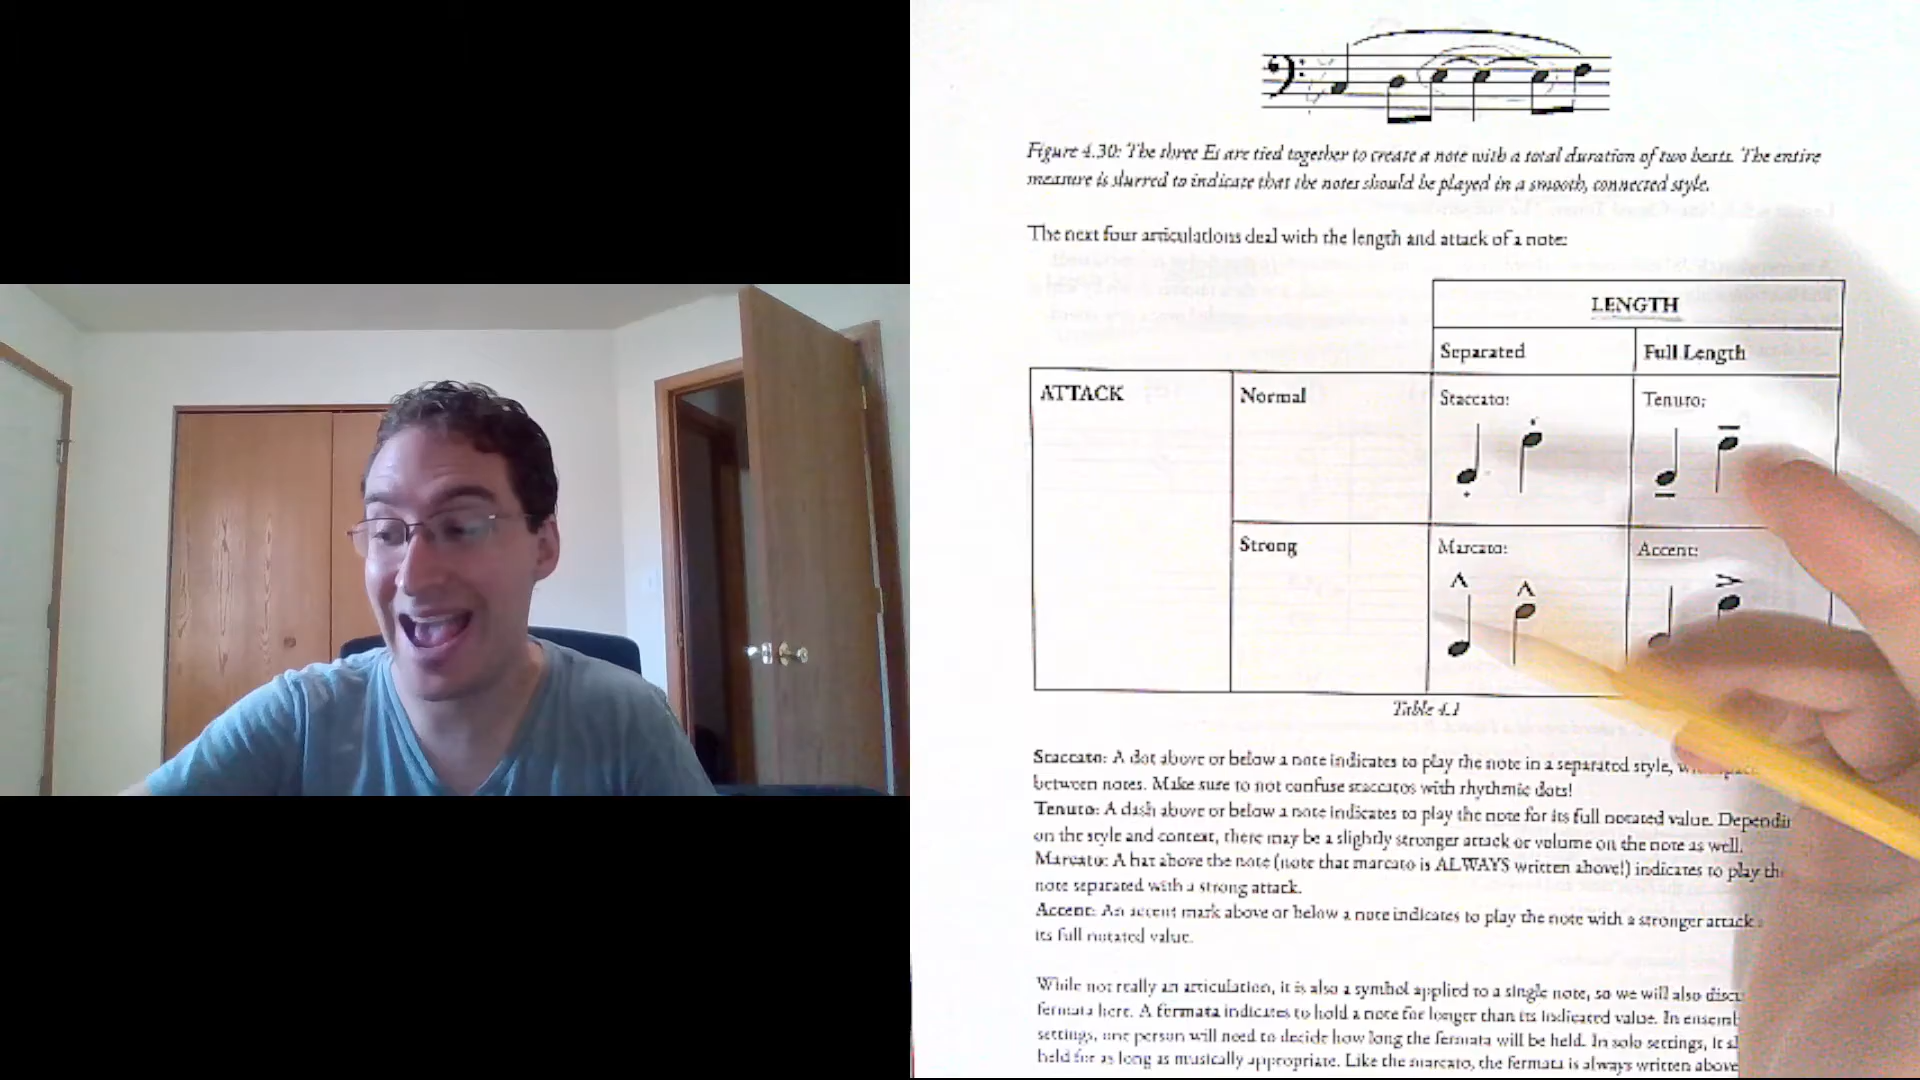 Figure 4.30: The three Es are tied together to create a note with a total duration of two beats. The entire
measure is slurred to indicate that the notes should be played in a smooth, connected style.
The next four articulations deal with the length and attack of a note:
LENGTH
Separated Full Length
ATTACK Normal Staccato: Tenuto:
Strong Marcato: Accent:
Table 4.1
Staccato: A dot above or below a note indicates to play the note in a separated style,
between notes. Make sure to not confuse staccatos with rhythmic dots!
Tenuto: A dash above or below a note indicates to play the note for its full notated value.
on the style and context, there may be a slightly stronger attack or volume on the note as well.
Marcato: A hat above the note (note that marcato is ALWAYS written above!) indicates to play
note separated with a strong attack.
Accent: An accent mark above or below a note indicates to play the note with a stronger attack
its full notated value.
While not really an articulation, it is also a symbol applied to a single note, so we will also
fermata here. A fermata indicates to hold a note for longer than its indicated value. In
settings, one person will need to decide how long the fermata will be held. In solo settings, it
held for as long as musically appropriate. Like the marcato, the fermata is always written above